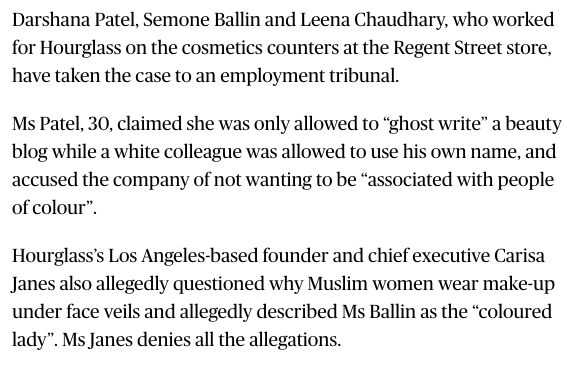 Darshana Patel, Semone Ballin and Leena Chaudhary, who worked
for Hourglass on the cosmetics counters at the Regent Street store,
have taken the case to an employment tribunal.
Ms Patel, 30, claimed she was only allowed to “ghost write” a beauty
blog while a white colleague was allowed to use his own name, and
accused the company of not wanting to be “associated with people
of colour”.
Hourglass’s Los Angeles-based founder and chief executive Carisa
Janes also allegedly questioned why Muslim women wear make-up
under face veils and allegedly described Ms Ballin as the “coloured
lady”. Ms Janes denies all the allegations.